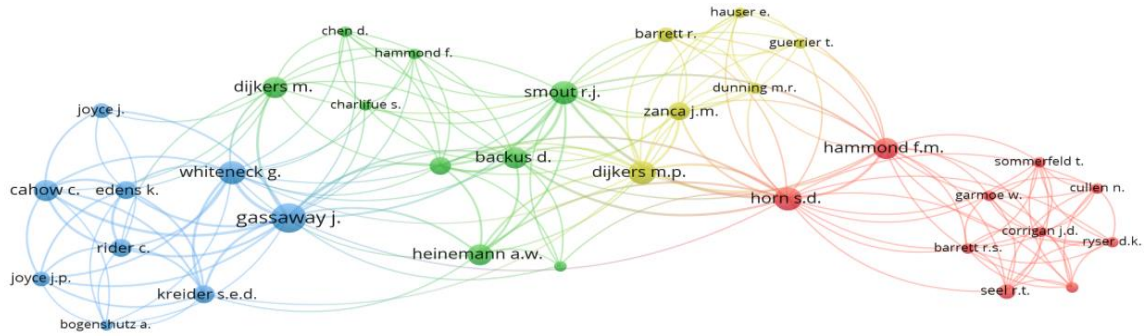 hauser e.
chen d.
barrett r.
guerrier t.
hammond f.
dijkers m.
smout r.j.
dunning m.r.
charlifue s.
joyce j.
zanca j.m.
hammond f.m.
backus d.
sommerfeld t.
whiteneck g.
dijkers m.p.
cahow c.
edens k.
cullen n.
garmoe w.
horn s.d.
gassaway j.
corrigan j.d.
ryser d.k.
rider c.
barrett r.s.
heinemann a.w.
joyce j.p.
kreider s.e.d.
seel r.t.
bogenshutz a.